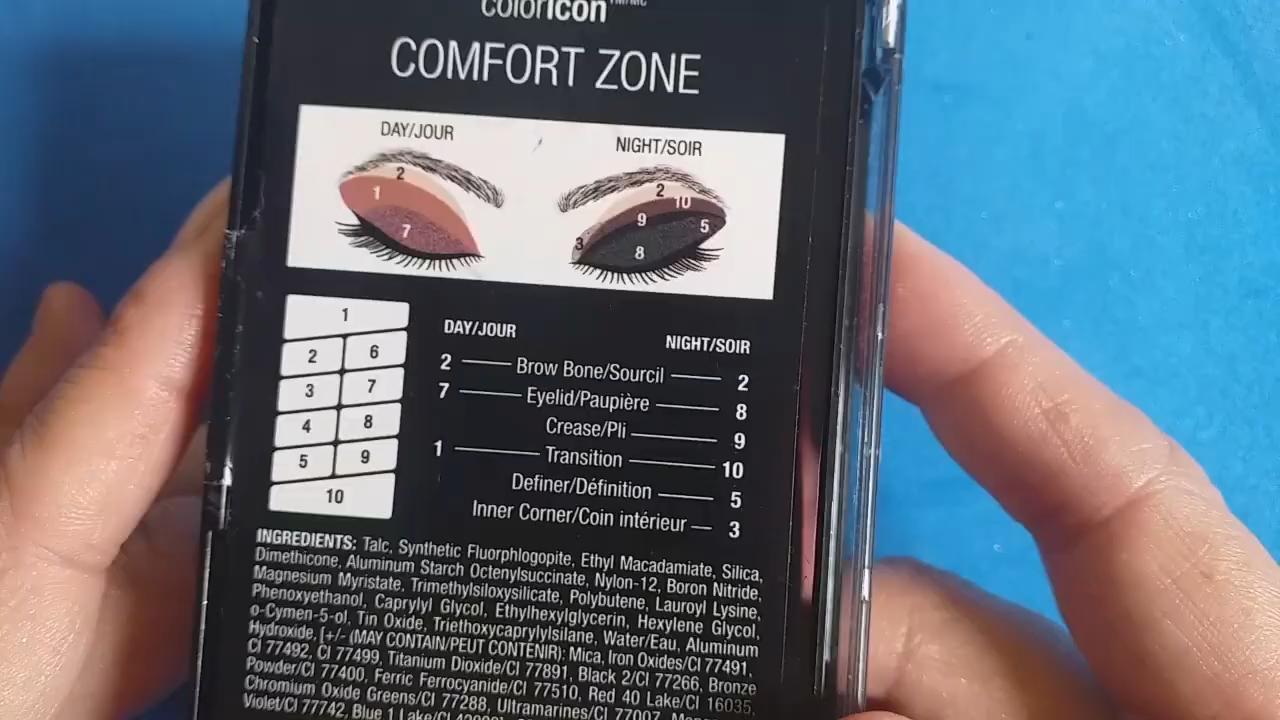 colorIcon™/MC
COMFORT ZONE
DAY/JOUR
NIGHT/SOIR
2
1
7
2
10
9
5
3
8
1
2 6
3 7
4 8
5 9
10
DAY/JOUR NIGHT/SOIR
2 Brow Bone/Sourcil 2
7 Eyelid/Paupière 8
Crease/Pli 9
1 Transition 10
Definer/Définition 5
Inner Corner/Coin intérieur 3
INGREDIENTS: Talc, Synthetic Fluorphlogopite, Ethyl Macadamiate, Silica,
Dimethicone, Aluminum Starch Octenylsuccinate, Nylon-12, Boron Nitride,
Magnesium Myristate, Trimethylsiloxysilicate, Polybutene, Lauroyl Lysine,
Phenoxyethanol, Caprylyl Glycol, Ethylhexylglycerin, Hexylene Glycol,
o-Cymen-5-ol, Tin Oxide, Triethoxycaprylylsilane, Water/Eau, Aluminum
Hydroxide, [+/- (MAY CONTAIN/PEUT CONTENIR): Mica, Iron Oxides/CI 77491,
CI 77492, CI 77499, Titanium Dioxide/CI 77891, Black 2/CI 77266, Bronze
Powder/CI 77400, Ferric Ferrocyanide/CI 77510, Red 40 Lake/CI 16035,
Chromium Oxide Greens/CI 77288, Ultramarines/CI 77007,
Violet/CI 77742, Blue 1 Lake/CI